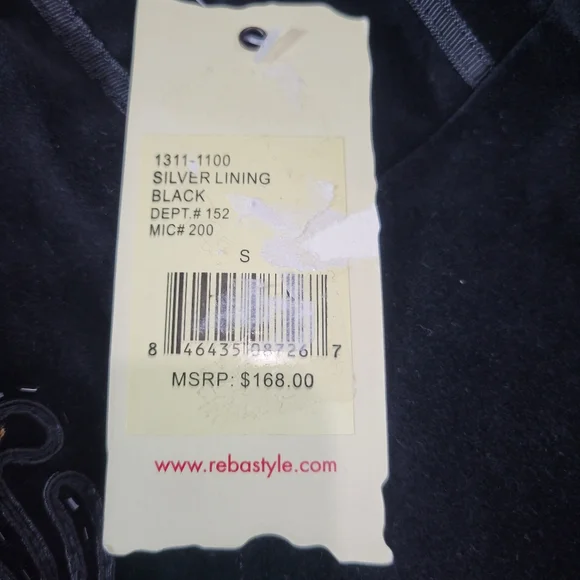 1311-1100
SILVER LINING
BLACK
DEPT.# 152
MIC# 200
S
8 46435 08726 7
MSRP: $168.00
www.rebastyle.com